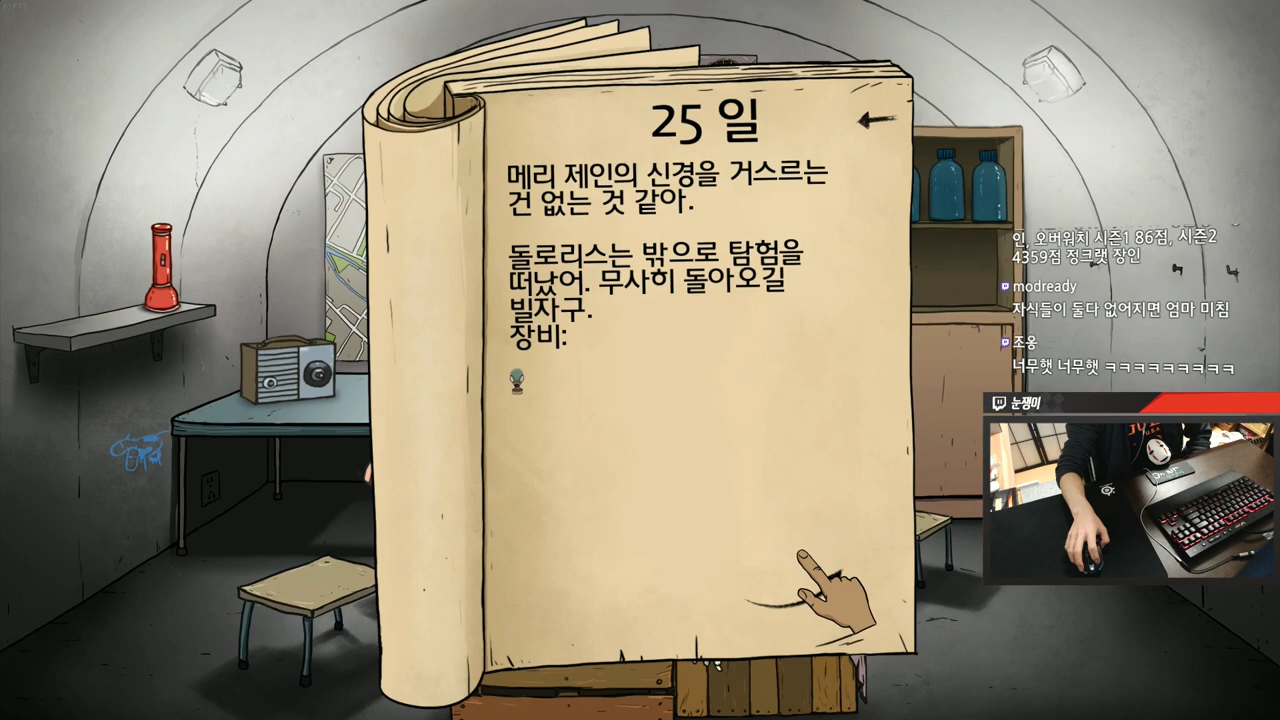 25 일
메리 제인의 신경을 거스르는
건 없는 것 같아.
돌로리스는 밖으로 탐험을
떠났어. 무사히 돌아오길
빌자구.
장비:
인, 오버워치 시즌1 86점, 시즌2
4359점 정크랫 장인
modready
자식들이 둘다 없어지면 엄마 미침
조웅
너무햇 너무햇 ㅋㅋㅋㅋㅋㅋㅋㅋㅋ
눈쟁이